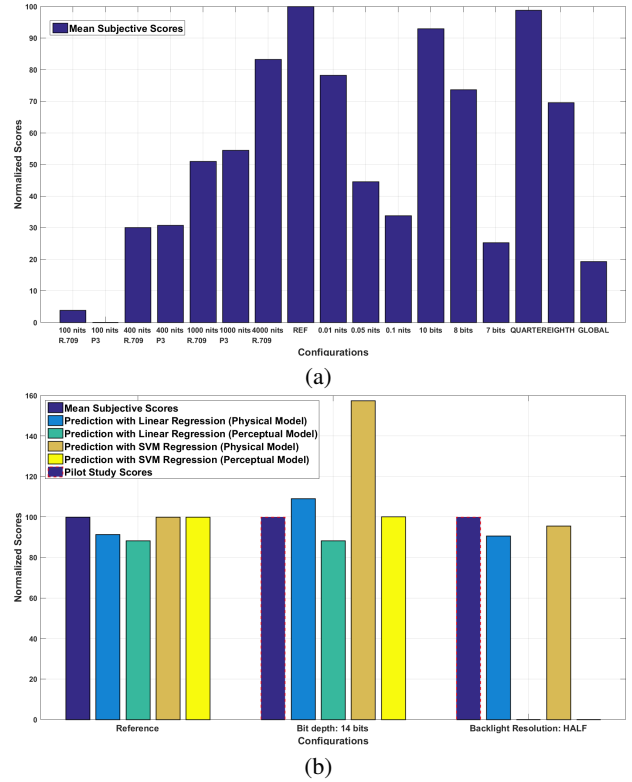 100
90
80
70
60
50
40
30
20
10
0
Normalized Scores
Mean Subjective Scores
100 nits 100 nits 400 nits 400 nits 1000 nits 1000 nits 4000 nits REF 0.01 nits 0.05 nits 0.1 nits 10 bits 8 bits 7 bits QUARTER EIGHTH GLOBAL
R.709 P3 R.709 P3 R.709 P3 R.709
Configurations
(a)
160
140
120
100
80
60
40
20
0
Normalized Scores
Mean Subjective Scores
Prediction with Linear Regression (Physical Model)
Prediction with Linear Regression (Perceptual Model)
Prediction with SVM Regression (Physical Model)
Prediction with SVM Regression (Perceptual Model)
Pilot Study Scores
Reference Bit depth: 14 bits Backlight Resolution: HALF
Configurations
(b)